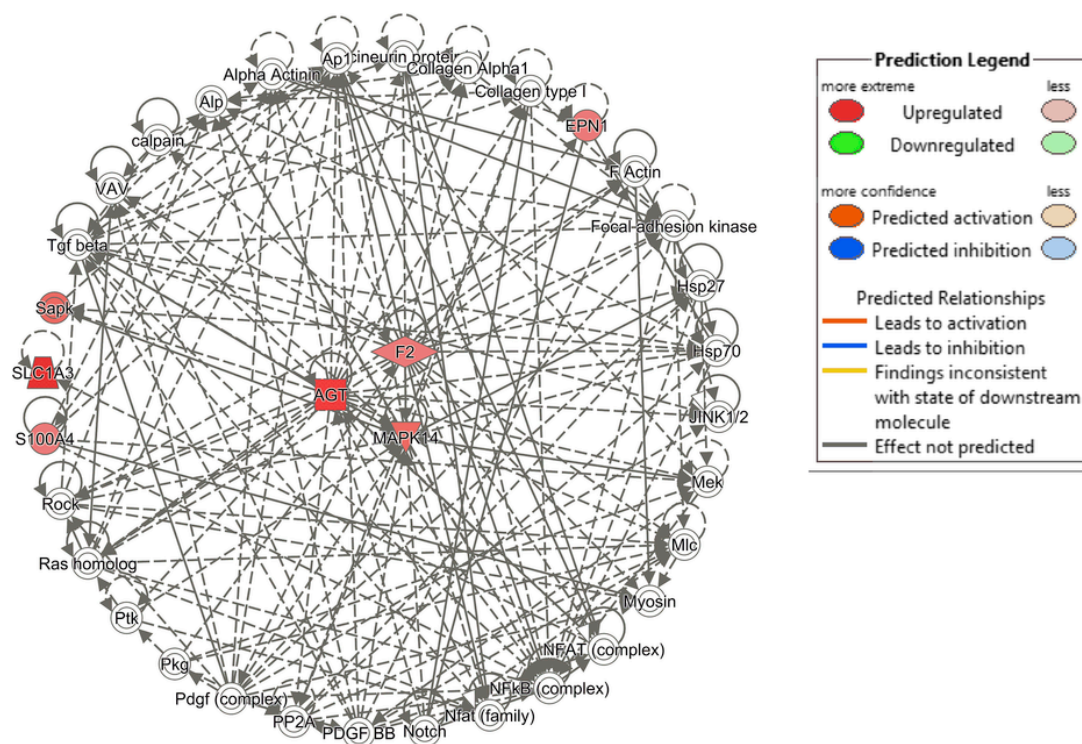 Ap1
cineurin protein
Alpha Actinin
Collagen Alpha1
Alp
Collagen type I
EPN1
calpain
F Actin
VAV
Focal adhesion kinase
Tgf beta
Hsp27
Sapk
F2
Hsp70
SLC1A3
AGT
JINK1/2
S100A4
MAPK14
Mek
Rock
Mlc
Ras homolog
Myosin
Ptk
NFAT (complex)
Pkg
NFkB (complex)
Pdgf (complex)
Nfat (family)
PP2A
PDGF BB
Notch
Prediction Legend
more extreme less
Upregulated
Downregulated
more confidence less
Predicted activation
Predicted inhibition
Predicted Relationships
Leads to activation
Leads to inhibition
Findings inconsistent
with state of downstream
molecule
Effect not predicted